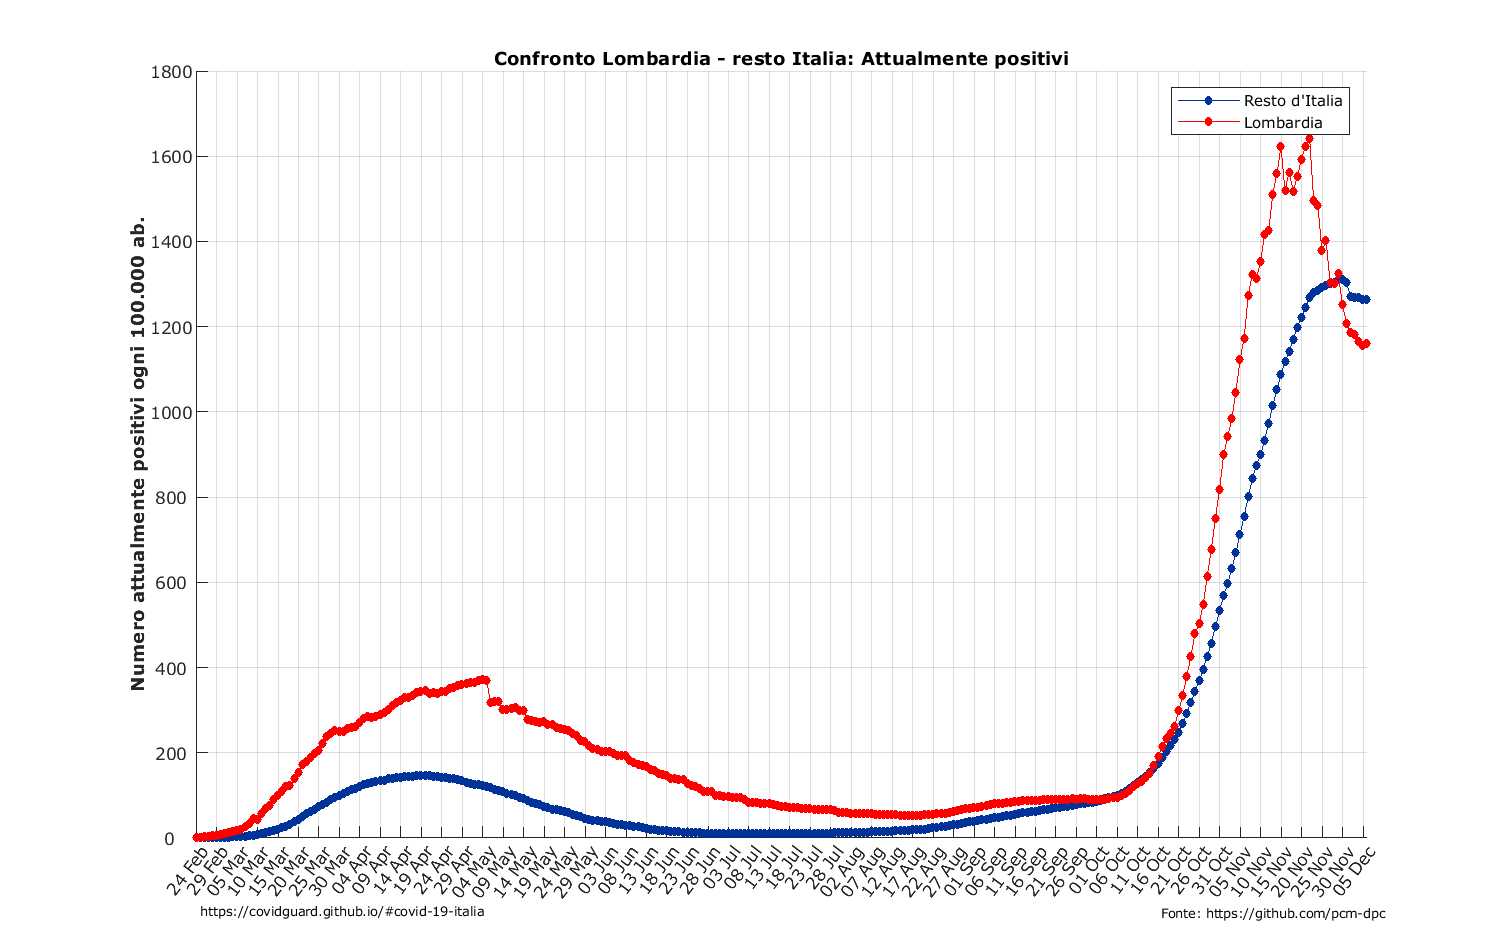 Confronto Lombardia - resto Italia: Attualmente positivi
Numero attualmente positivi ogni 100.000 ab.
1800
1600
1400
1200
1000
800
600
400
200
0
Resto d'Italia
Lombardia
24 Feb
29 Feb
05 Mar
10 Mar
15 Mar
20 Mar
25 Mar
30 Mar
04 Apr
09 Apr
14 Apr
19 Apr
24 Apr
29 Apr
04 May
09 May
14 May
19 May
24 May
29 May
03 Jun
08 Jun
13 Jun
18 Jun
23 Jun
28 Jun
03 Jul
08 Jul
13 Jul
18 Jul
23 Jul
28 Jul
02 Aug
07 Aug
12 Aug
17 Aug
22 Aug
27 Aug
01 Sep
06 Sep
11 Sep
16 Sep
21 Sep
26 Sep
01 Oct
06 Oct
11 Oct
16 Oct
21 Oct
26 Oct
31 Oct
05 Nov
10 Nov
15 Nov
20 Nov
25 Nov
30 Nov
05 Dec
https://covidguard.github.io/#covid-19-italia
Fonte: https://github.com/pcm-dpc